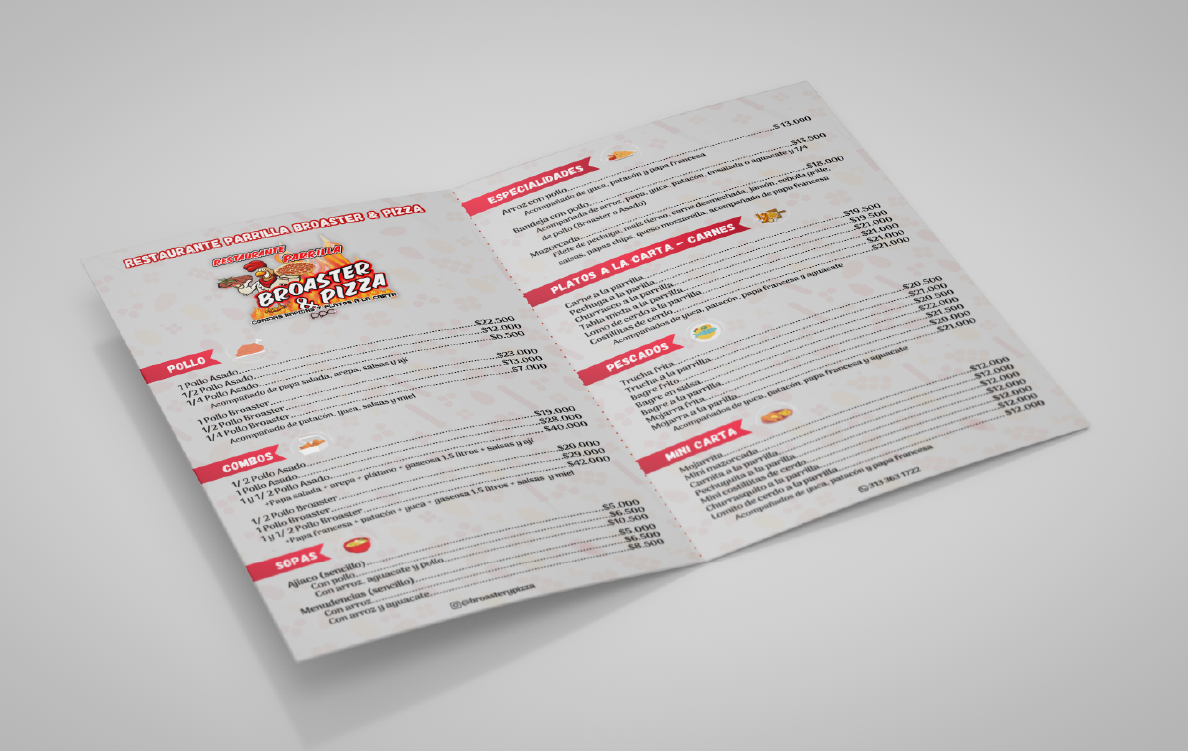 RESTAURANTE PARRILLA BROASTER & PIZZA
RESTAURANTE PARRILLA
BROASTER
& PIZZA
POLLO
1 Pollo Asado $22.500
1/2 Pollo Asado $12.000
1/4 Pollo Asado $6.500
Acompañado de papa salada, arepa, salsas y ají
1 Pollo Broaster $23.000
1/2 Pollo Broaster $13.000
1/4 Pollo Broaster $7.000
Acompañado de patacón, yuca, salsas y miel
COMBOS
1/2 Pollo Asado $19.000
1 Pollo Asado $28.000
1 y 1/2 Pollo Asado $40.000
+Papa salada + arepa + plátano + gaseosa 1.5 litros + salsas y ají
1/2 Pollo Broaster $20.000
1 Pollo Broaster $29.000
1 y 1/2 Pollo Broaster $42.000
+Papa francesa + patacón + yuca + gaseosa 1.5 litros + salsas y miel
SOPAS
Ajiaco (sencillo) $5.000
Con pollo $6.500
Con arroz, aguacate y pollo $10.500
Menudencias (sencillo) $5.000
Con arroz $6.500
Con arroz y aguacate $8.500
@broasterypizza
ESPECIALIDADES
Arroz con pollo $13.000
Acompañado de yuca, patacón y papa francesa
Bandeja con pollo $13.500
Acompañada de arroz, papa, yuca, patacón, ensalada o aguacate y 1/4
de pollo (Broaster o Asado)
Mazorcada $18.000
Filete de pechuga, maíz tierno, carne desmechada, jamón, cebolla grille,
salsas, papas chips, queso mozzarella, acompañado de papa francesa
PLATOS A LA CARTA - CARNES
Carne a la parrilla $19.500
Pechuga a la parrilla $19.500
Churrasco a la parrilla $21.000
Tabla mixta a la parrilla $21.000
Lomo de cerdo a la parrilla $21.000
Costillitas de cerdo
Acompañados de yuca, patacón, papa francesa y aguacate
PESCADOS
Trucha frita $20.500
Trucha a la parrilla $21.000
Bagre frito $20.500
Bagre en salsa $22.000
Bagre a la parrilla $21.500
Mojarra frita $20.000
Mojarra a la parrilla $21.000
Acompañados de yuca, patacón, papa francesa y aguacate
MINI CARTA
Mojarrita $12.000
Mini mazorcada $12.000
Carnita a la parrilla $12.000
Pechuguita a la parilla $12.000
Mini costillitas de cerdo $12.000
Churrasquito a la parrilla $12.000
Lomito de cerdo a la parrilla
Acompañados de yuca, patacón y papa francesa
313 363 1722